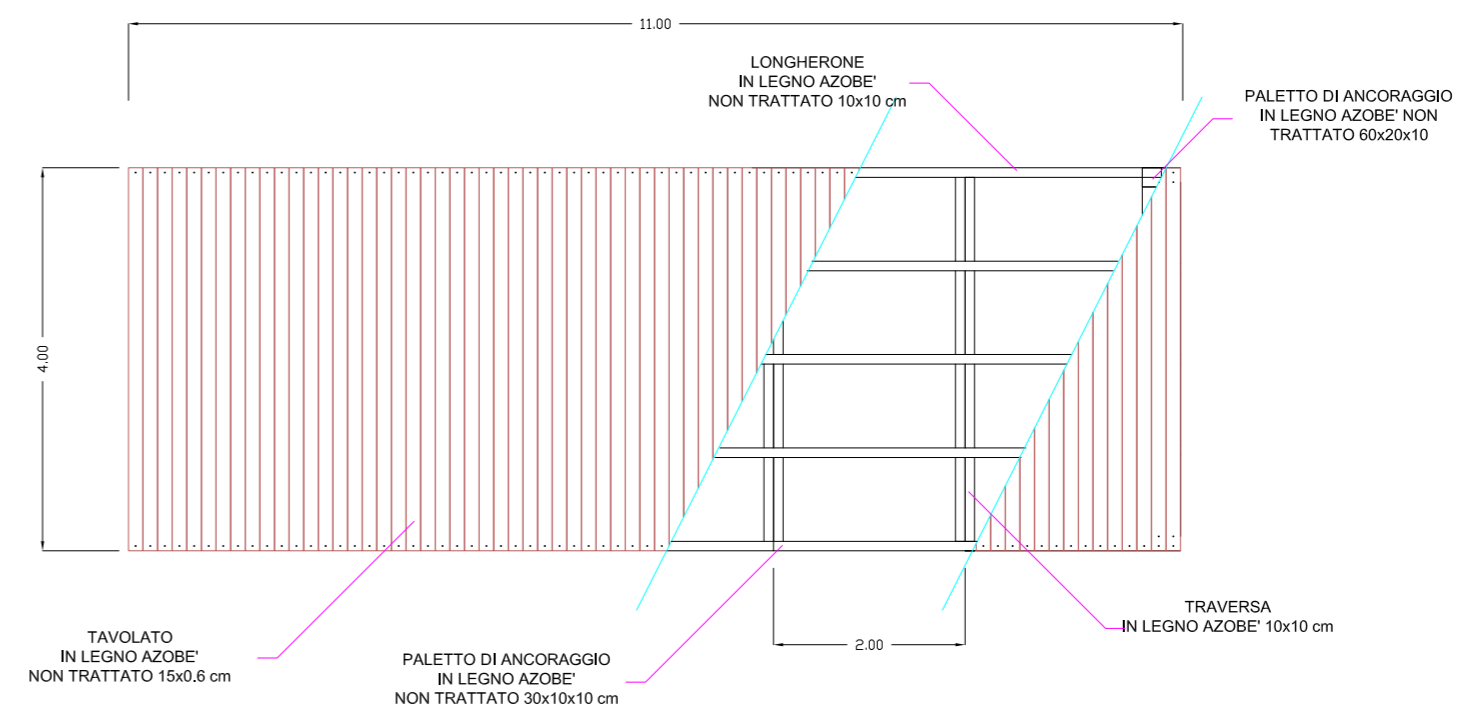 11.00
LONGHERONE
IN LEGNO AZOBE'
NON TRATTATO 10x10 cm
PALETTO DI ANCORAGGIO
IN LEGNO AZOBE' NON
TRATTATO 60x20x10
4.00
2.00
TRAVERSA
IN LEGNO AZOBE' 10x10 cm
TAVOLATO
IN LEGNO AZOBE'
NON TRATTATO 15x0.6 cm
PALETTO DI ANCORAGGIO
IN LEGNO AZOBE'
NON TRATTATO 30x10x10 cm